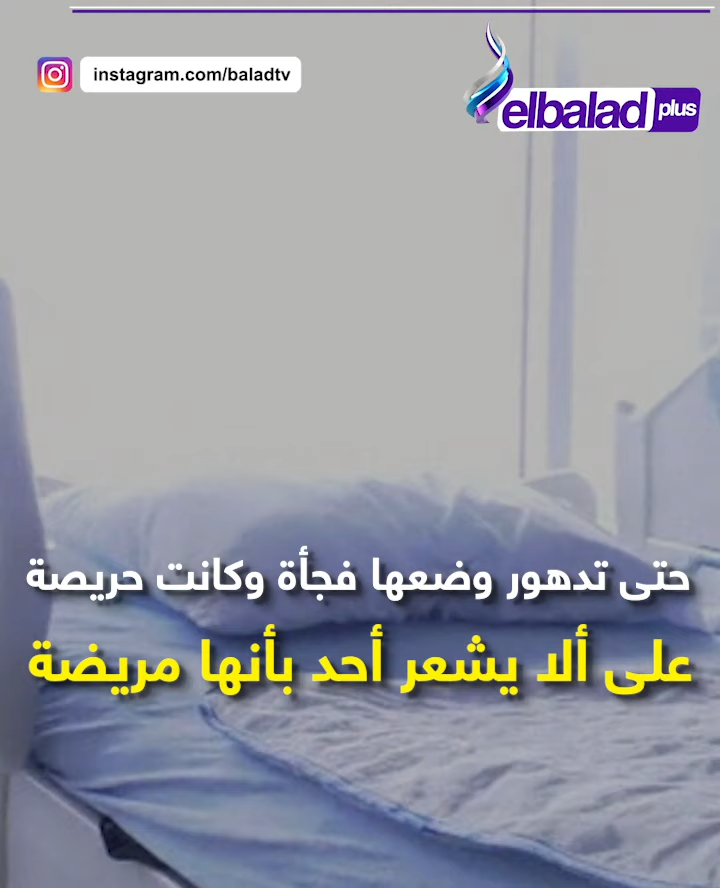 instagram.com/baladtv
elbalad plus
حتى تدهور وضعها فجأة وكانت حريصة
على ألا يشعر أحد بأنها مريضة